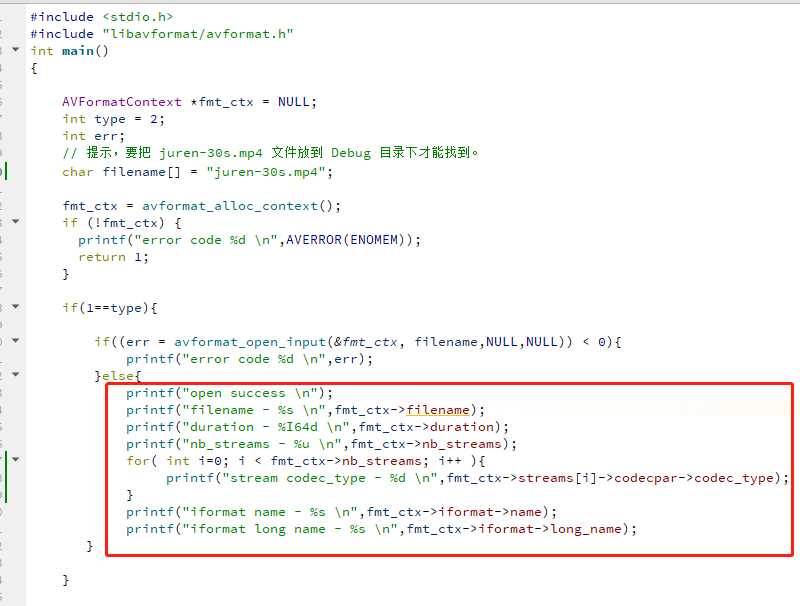 #include <stdio.h>
#include "libavformat/avformat.h"
int main()
{
AVFormatContext *fmt_ctx = NULL;
int type = 2;
int err;
// 提示，要把 juren-30s.mp4 文件放到 Debug 目录下才能找到。
char filename[] = "juren-30s.mp4";
fmt_ctx = avformat_alloc_context();
if (!fmt_ctx) {
printf("error code %d \n",AVERROR(ENOMEM));
return 1;
}
if(1==type){
if((err = avformat_open_input(&fmt_ctx, filename,NULL,NULL)) < 0){
printf("error code %d \n",err);
}else{
printf("open success \n");
printf("filename - %s \n",fmt_ctx->filename);
printf("duration - %I64d \n",fmt_ctx->duration);
printf("nb_streams - %u \n",fmt_ctx->nb_streams);
for( int i=0; i < fmt_ctx->nb_streams; i++ ){
printf("stream codec_type - %d \n",fmt_ctx->streams[i]->codecpar->codec_type);
}
printf("iformat name - %s \n",fmt_ctx->iformat->name);
printf("iformat long name - %s \n",fmt_ctx->iformat->long_name);
}
}